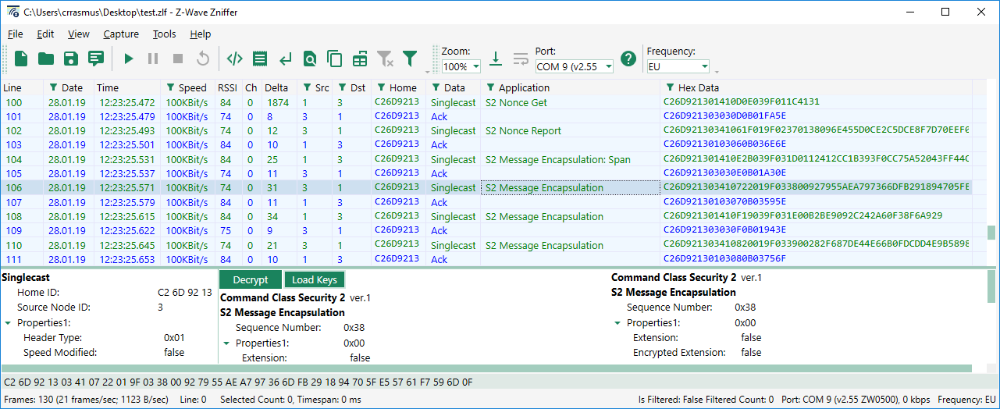 C:\Users\crrasmus\Desktop\test.zlf - Z-Wave Zniffer
File Edit View Capture Tools Help
Zoom: Port: Frequency:
100% COM 9 (v2.55 EU
Line Date Time Speed RSSI Ch Delta Src Dst Home Data Application Hex Data
100 28.01.19 12:23:25.472 100KBit/s 84 0 1874 1 3 C26D9213 Singlecast S2 Nonce Get C26D921301410D0E039F011C4131
101 28.01.19 12:23:25.479 100KBit/s 74 0 8 3 1 C26D9213 Ack C26D921303030D0B01FA5E
102 28.01.19 12:23:25.493 100KBit/s 74 0 12 3 1 C26D9213 Singlecast S2 Nonce Report C26D92130341061F019F02370138096E455D0CE2C5DCE8F7D70EEF0
103 28.01.19 12:23:25.501 100KBit/s 84 0 10 1 3 C26D9213 Ack C26D92130103060B036E6E
104 28.01.19 12:23:25.531 100KBit/s 84 0 25 1 3 C26D9213 Singlecast S2 Message Encapsulation: Span C26D921301410E2B039F031D0112412CC1B393F0CC75A52043FF44C
105 28.01.19 12:23:25.537 100KBit/s 74 0 11 3 1 C26D9213 Ack C26D921303030E0B01A30E
106 28.01.19 12:23:25.571 100KBit/s 74 0 31 3 1 C26D9213 Singlecast S2 Message Encapsulation C26D921303410722019F033800927955AEA797366DFB291894705FE
107 28.01.19 12:23:25.579 100KBit/s 84 0 11 1 3 C26D9213 Ack C26D92130103070B03595E
108 28.01.19 12:23:25.615 100KBit/s 84 0 34 1 3 C26D9213 Singlecast S2 Message Encapsulation C26D921301410F19039F031E00B2BE9092C242A60F38F6A929
109 28.01.19 12:23:25.622 100KBit/s 75 0 9 3 1 C26D9213 Ack C26D921303030F0B01943E
110 28.01.19 12:23:25.645 100KBit/s 74 0 21 3 1 C26D9213 Singlecast S2 Message Encapsulation C26D921303410820019F033900282F687DE44E66B0FDCDD4E9B5898
111 28.01.19 12:23:25.653 100KBit/s 84 0 10 1 3 C26D9213 Ack C26D92130103080B03756F
Singlecast
Home ID: C2 6D 92 13
Source Node ID: 3
Properties1:
Header Type: 0x01
Speed Modified: false
Decrypt Load Keys
Command Class Security 2 ver.1
S2 Message Encapsulation
Sequence Number: 0x38
Properties1: 0x00
Extension: false
Command Class Security 2 ver.1
S2 Message Encapsulation
Sequence Number: 0x38
Properties1: 0x00
Extension: false
Encrypted Extension: false
C2 6D 92 13 03 41 07 22 01 9F 03 38 00 92 79 55 AE A7 97 36 6D FB 29 18 94 70 5F E5 57 61 F7 59 6D 0F
Frames: 130 (21 frames/sec; 1123 B/sec) Line: 0 Selected Count: 0, Timespan: 0 ms Is Filtered: False Filtered Count: 0 Port: COM 9 (v2.55 ZW0500), 0 kbps Frequency: EU